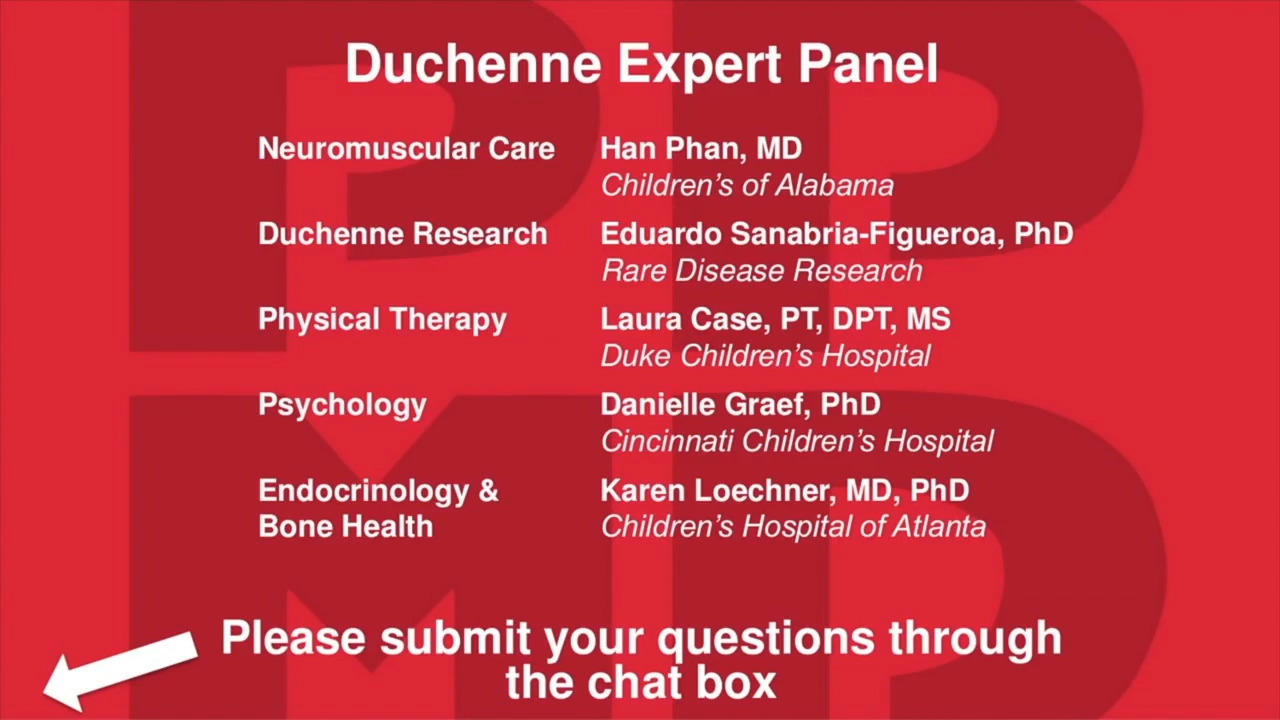 Duchenne Expert Panel
Neuromuscular Care
Han Phan, MD
Children's of Alabama
Duchenne Research
Eduardo Sanabria-Figueroa, PhD
Rare Disease Research
Physical Therapy
Laura Case, PT, DPT, MS
Duke Children's Hospital
Psychology
Danielle Graef, PhD
Cincinnati Children's Hospital
Endocrinology &
Bone Health
Karen Loechner, MD, PhD
Children's Hospital of Atlanta
Please submit your questions through
the chat box
PP
MD